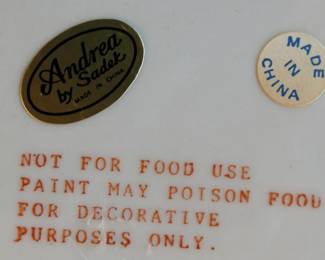 Andrea
by Sadek
MADE IN CHINA
MADE
IN
CHINA
NOT FOR FOOD USE
PAINT MAY POISON FOOD
FOR DECORATIVE
PURPOSES ONLY.